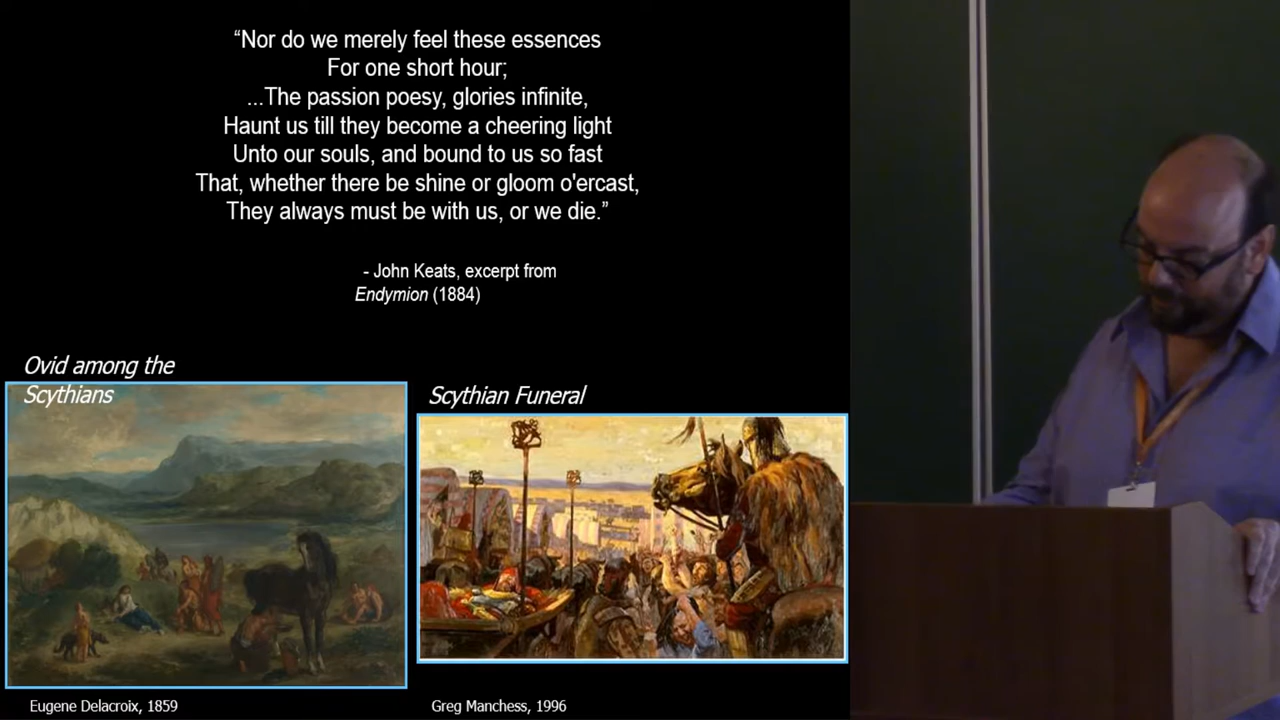 “Nor do we merely feel these essences
For one short hour;
...The passion poesy, glories infinite,
Haunt us till they become a cheering light
Unto our souls, and bound to us so fast
That, whether there be shine or gloom o'ercast,
They always must be with us, or we die.”
- John Keats, excerpt from
Endymion (1884)
Ovid among the
Scythians
Scythian Funeral
Eugene Delacroix, 1859
Greg Manchess, 1996